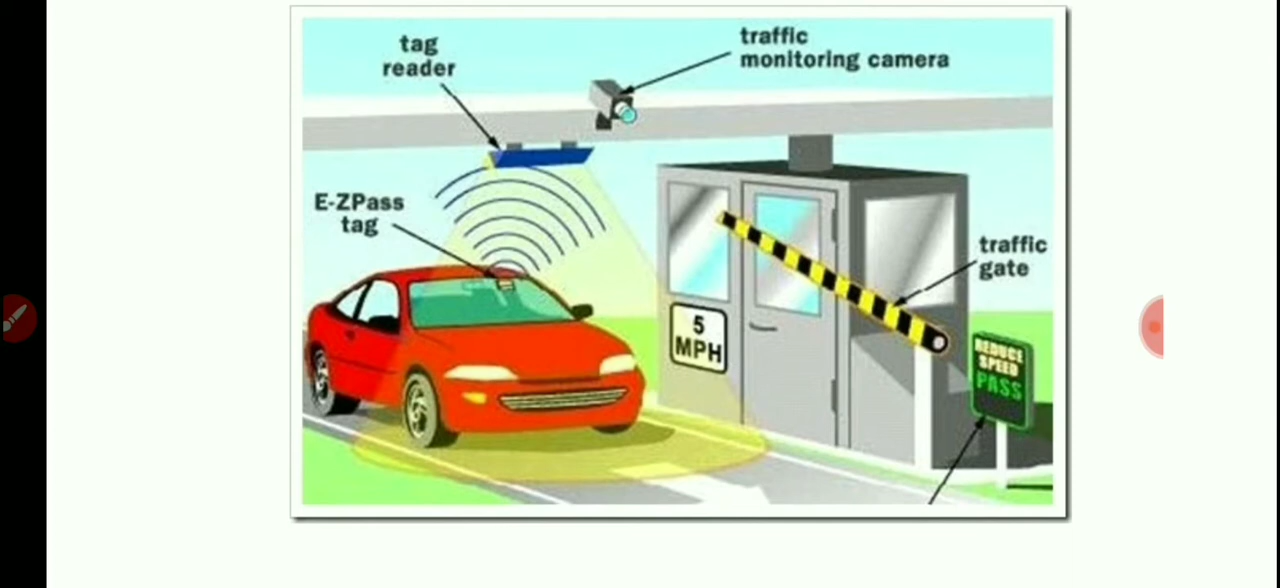 tag
reader
traffic
monitoring camera
E-ZPass
tag
traffic
gate
5
MPH
REDUCE
SPEED
PASS